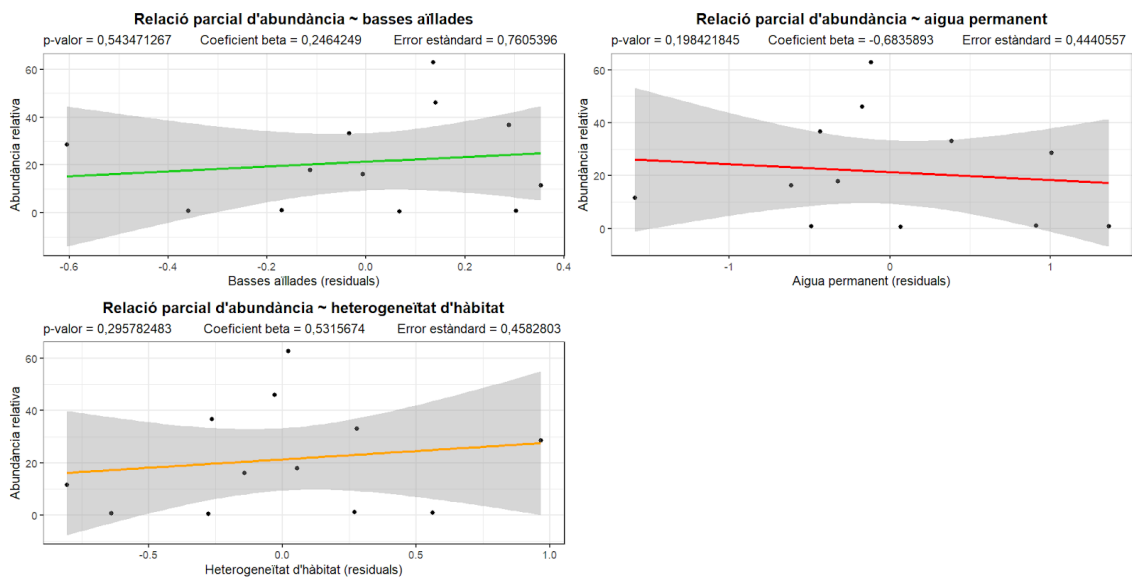 Relació parcial d'abundància ~ basses aïllades
p-valor = 0,543471267 Coeficient beta = 0,2464249 Error estàndard = 0,7605396
Abundància relativa
60
40
20
0
-0.6 -0.4 -0.2 0.0 0.2 0.4
Basses aïllades (residuals)
Relació parcial d'abundància ~ aigua permanent
p-valor = 0,198421845 Coeficient beta = -0,6835893 Error estàndard = 0,4440557
Abundància relativa
60
40
20
0
-1 0 1
Aigua permanent (residuals)
Relació parcial d'abundància ~ heterogeneïtat d'hàbitat
p-valor = 0,295782483 Coeficient beta = 0,5315674 Error estàndard = 0,4582803
Abundància relativa
60
40
20
0
-0.5 0.0 0.5 1.0
Heterogeneïtat d'hàbitat (residuals)